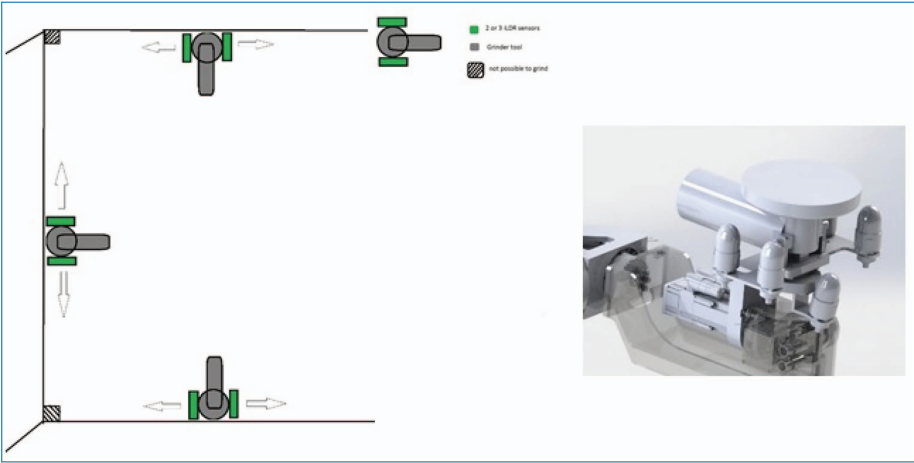 2 or 3 iLDR sensors
Grinder tool
not possible to grind